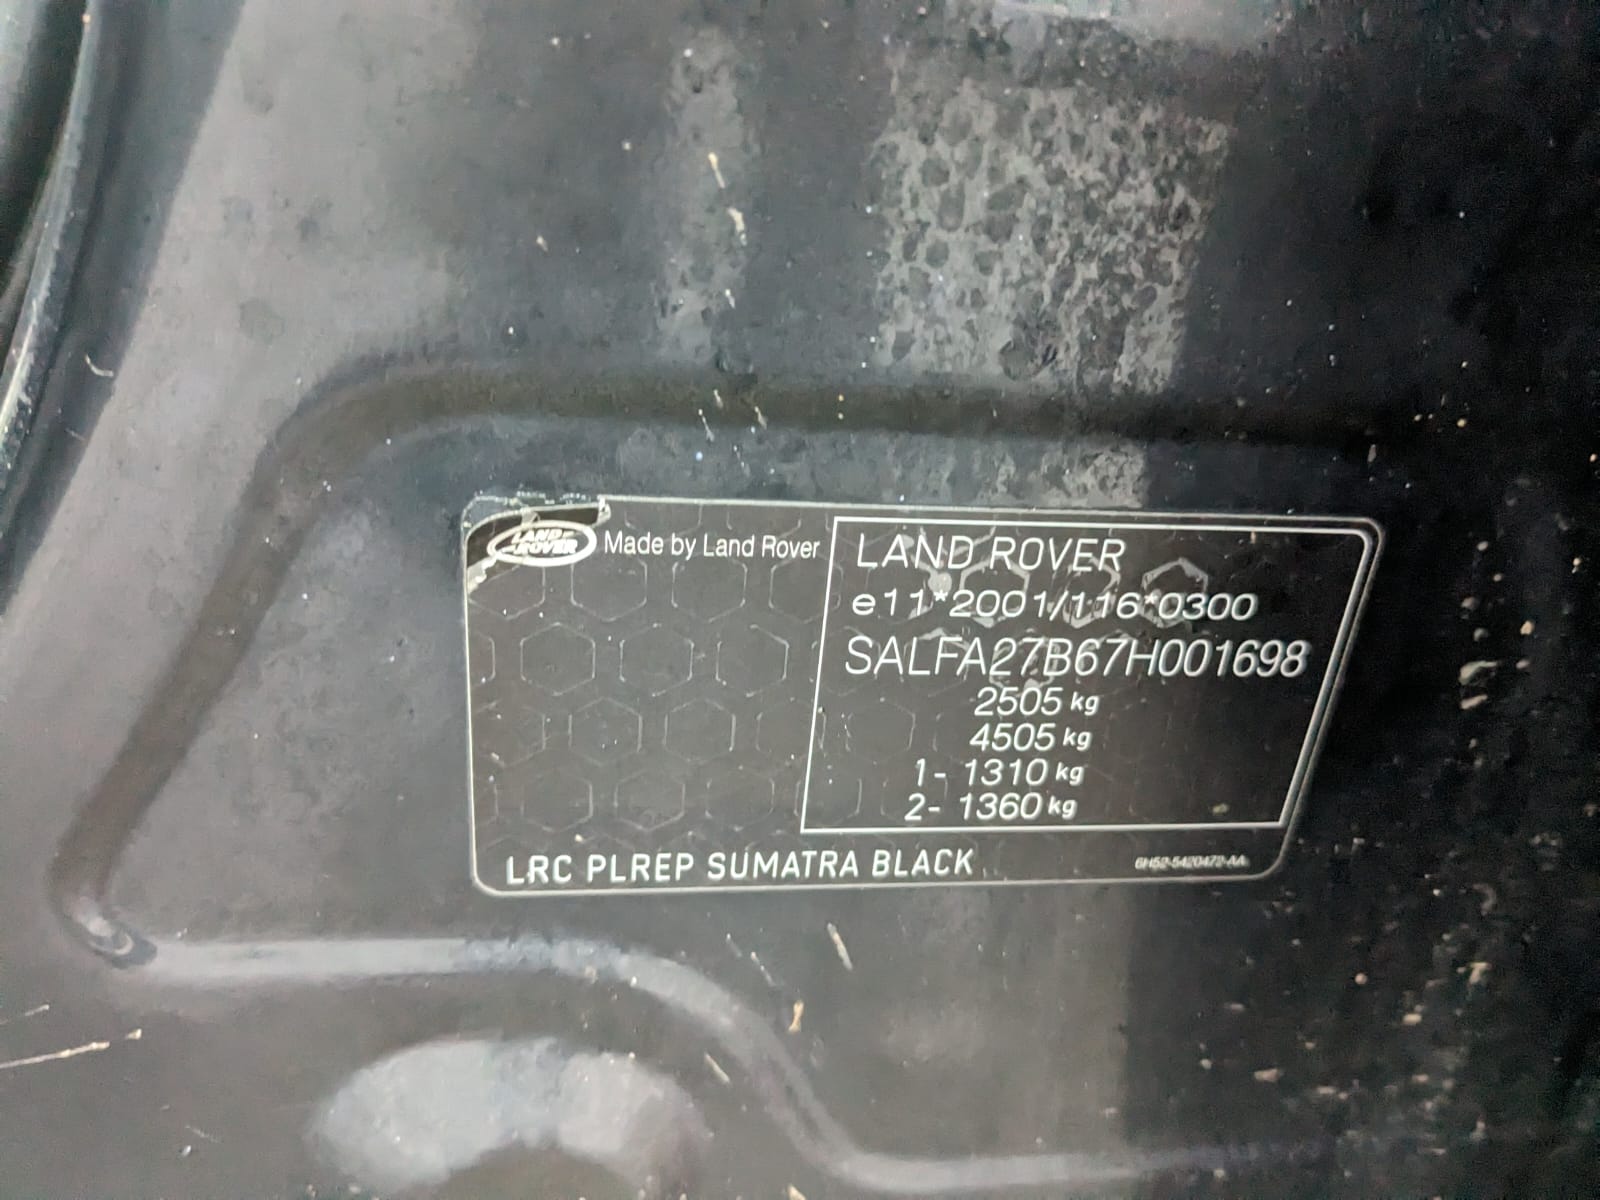 LAND ROVER
Made by Land Rover
LAND ROVER
e11*2001/116*0300
SALFA27B67H001698
2505 kg
4505 kg
1- 1310 kg
2- 1360 kg
LRC PLREP SUMATRA BLACK
6H52-5420472-AA